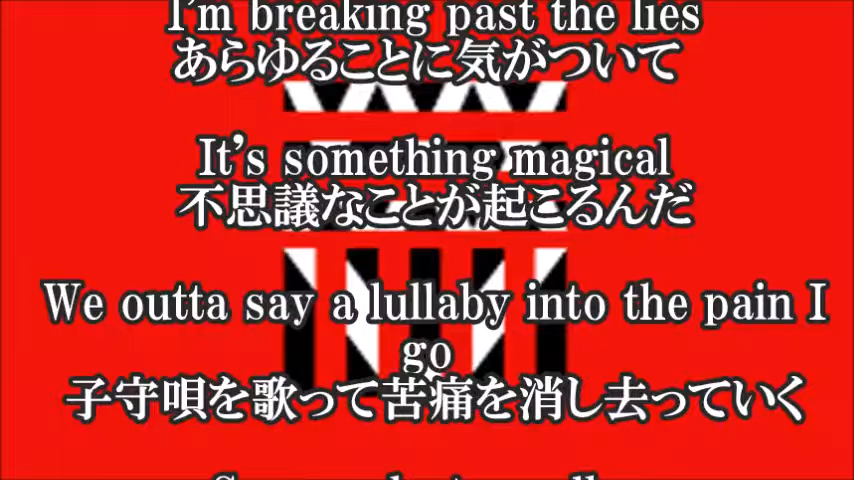 I'm breaking past the lies
あらゆることに気がついて
It's something magical
不思議なことが起こるんだ
We outta say a lullaby into the pain I
go
子守唄を歌って苦痛を消し去っていく